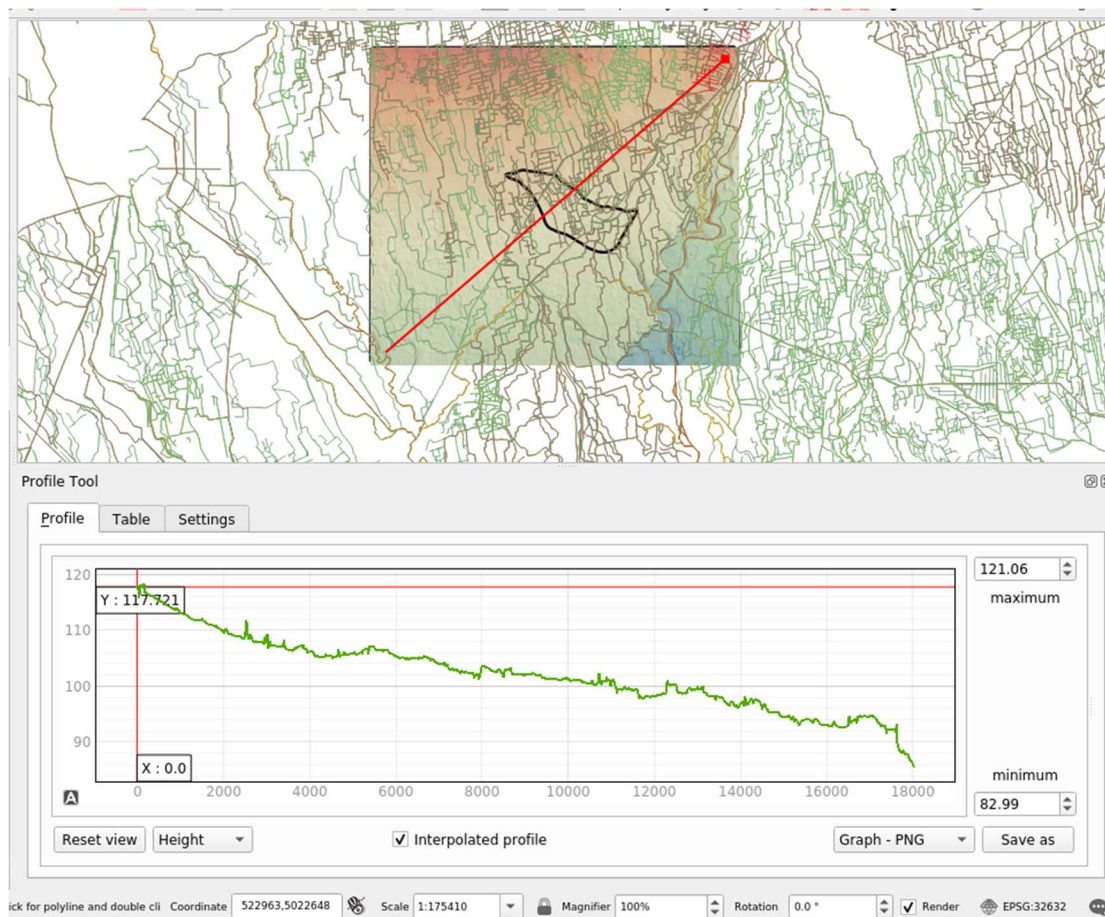 Profile Tool
Profile Table Settings
120
110
100
90
Y : 117.721
X : 0.0
0 2000 4000 6000 8000 10000 12000 14000 16000 18000
121.06
maximum
minimum
82.99
A
Reset view Height Interpolated profile Graph - PNG Save as
ick for polyline and double cli Coordinate 522963,5022648 Scale 1:175410 Magnifier 100% Rotation 0.0 ° Render EPSG:32632